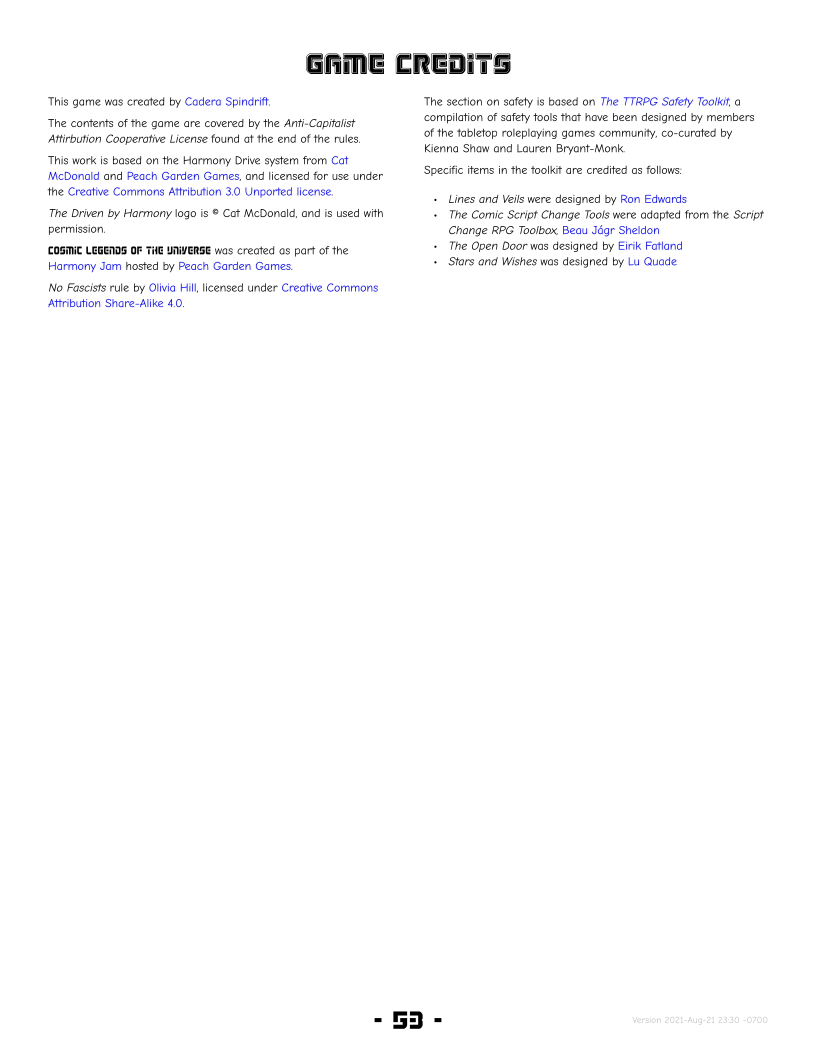 GAME CREDITS
This game was created by Cadera Spindrift.
The contents of the game are covered by the Anti-Capitalist
Attirbution Cooperative License found at the end of the rules.
This work is based on the Harmony Drive system from Cat
McDonald and Peach Garden Games, and licensed for use under
the Creative Commons Attribution 3.0 Unported license.
The Driven by Harmony logo is © Cat McDonald, and is used with
permission.
COSMIC LEGENDS OF THE UNIVERSE was created as part of the
Harmony Jam hosted by Peach Garden Games.
No Fascists rule by Olivia Hill, licensed under Creative Commons
Attribution Share-Alike 4.0.
The section on safety is based on The TTRPG Safety Toolkit, a
compilation of safety tools that have been designed by members
of the tabletop roleplaying games community, co-curated by
Kienna Shaw and Lauren Bryant-Monk.
Specific items in the toolkit are credited as follows:
• Lines and Veils were designed by Ron Edwards
• The Comic Script Change Tools were adapted from the Script
Change RPG Toolbox, Beau Jágr Sheldon
• The Open Door was designed by Eirik Fatland
• Stars and Wishes was designed by Lu Quade
- 53 -
Version 2021-Aug-21 23:30 -0700